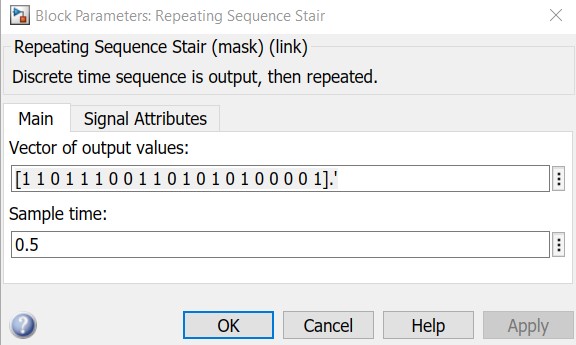 Block Parameters: Repeating Sequence Stair
Repeating Sequence Stair (mask) (link)
Discrete time sequence is output, then repeated.
Main Signal Attributes
Vector of output values:
[1 1 0 1 1 1 0 0 1 1 0 1 0 1 0 1 0 0 0 0 1].'
Sample time:
0.5
OK Cancel Help Apply